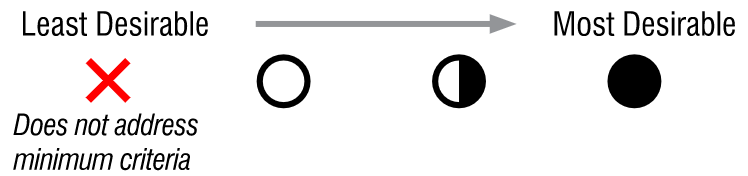 Least Desirable
Most Desirable
Does not address
minimum criteria